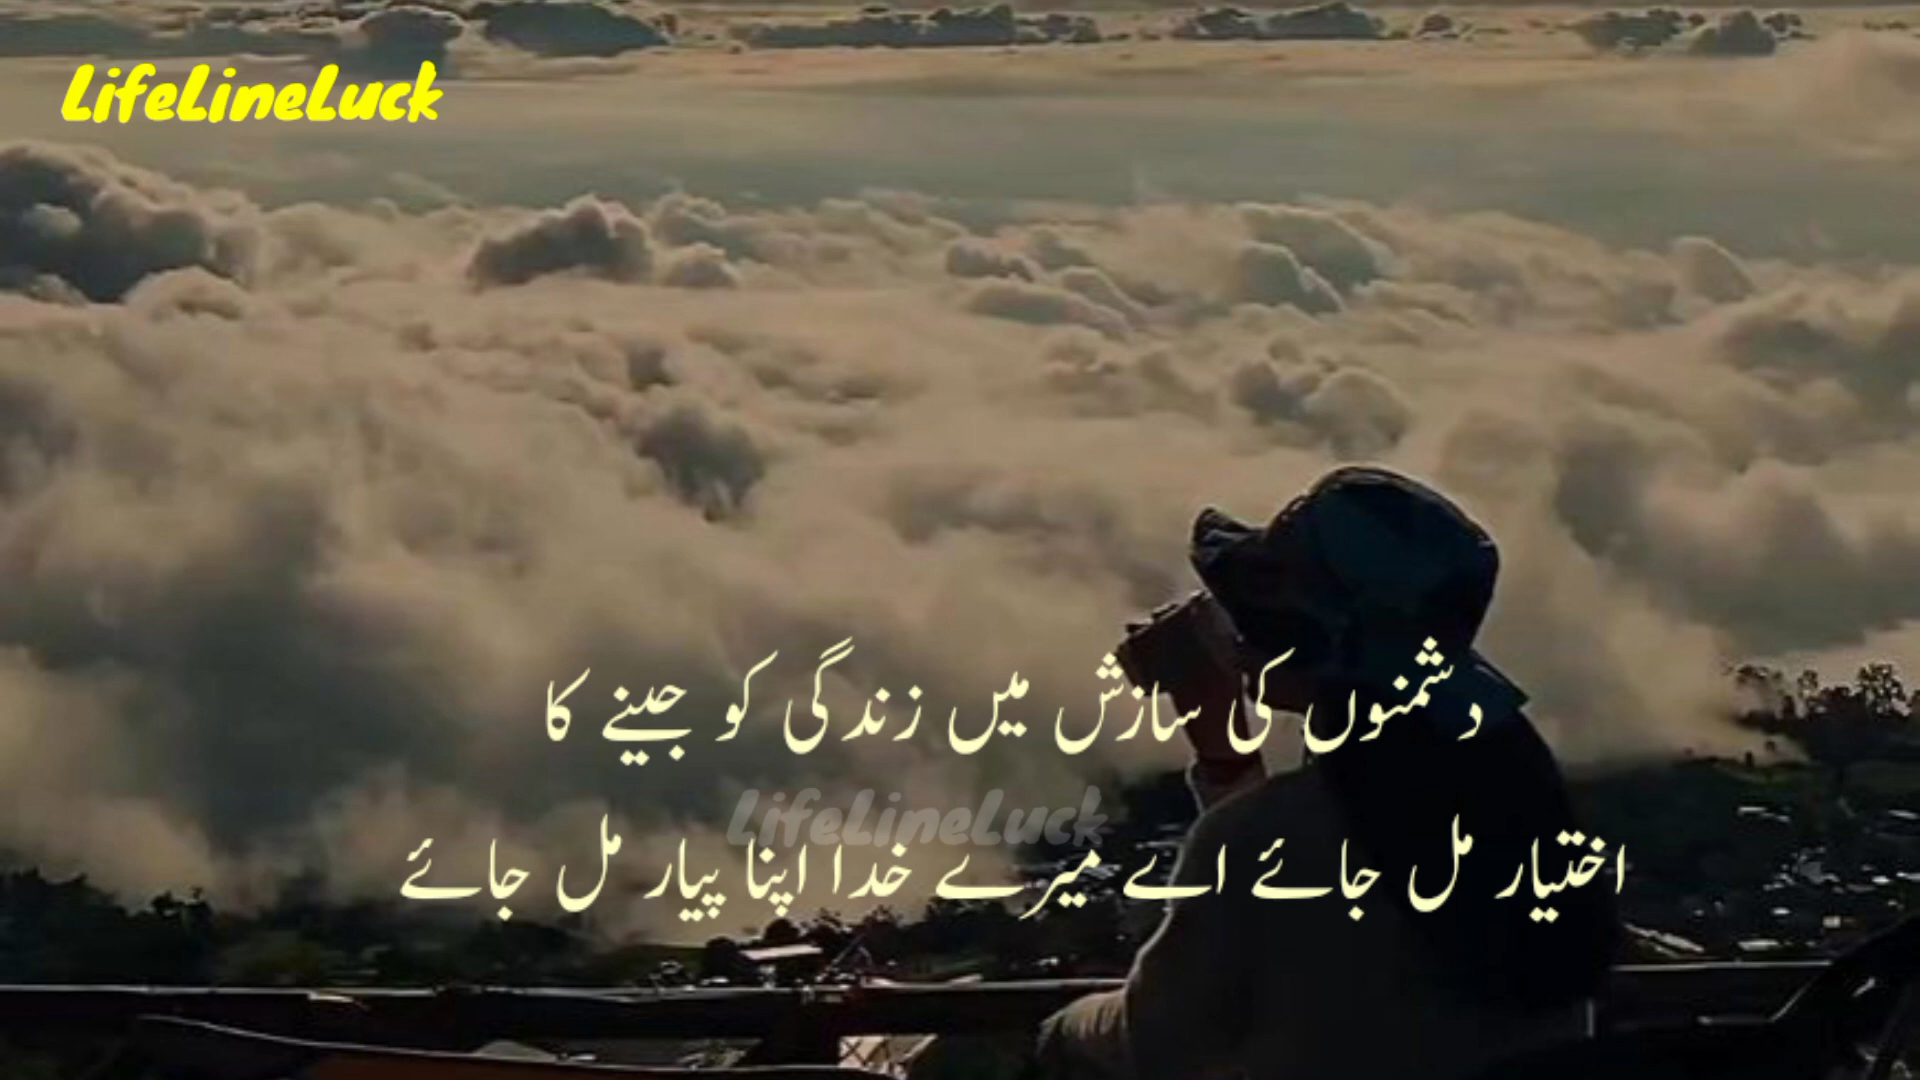 LifeLineLuck
دشمنوں کی سازش میں زندگی کو جینے کا
LifeLineLuck
اختیار مل جائے اے میرے خدا اپنا پیار مل جائے